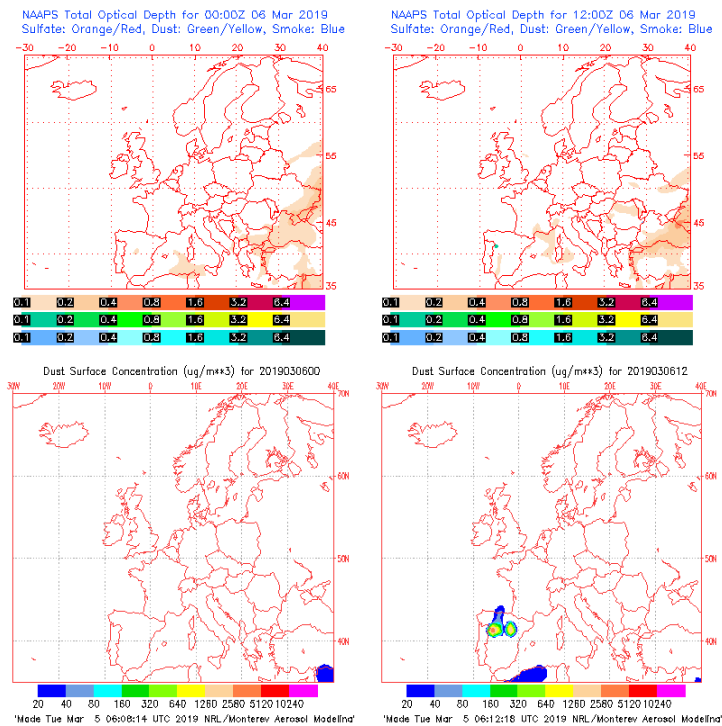 NAAPS Total Optical Depth for 00:00Z 06 Mar 2019
Sulfate: Orange/Red, Dust: Green/Yellow, Smoke: Blue
-30 -20 -10 0 10 20 30 40
65
55
45
35
0.1 0.2 0.4 0.8 1.6 3.2 6.4
0.1 0.2 0.4 0.8 1.6 3.2 6.4
0.1 0.2 0.4 0.8 1.6 3.2 6.4
NAAPS Total Optical Depth for 12:00Z 06 Mar 2019
Sulfate: Orange/Red, Dust: Green/Yellow, Smoke: Blue
-30 -20 -10 0 10 20 30 40
65
55
45
35
0.1 0.2 0.4 0.8 1.6 3.2 6.4
0.1 0.2 0.4 0.8 1.6 3.2 6.4
0.1 0.2 0.4 0.8 1.6 3.2 6.4
Dust Surface Concentration (ug/m**3) for 2019030600
30W 20W 10W 0 10E 20E 30E 40E
70N
60N
50N
40N
20 40 80 160 320 640 1280 2560 5120 10240
'Made Tue Mar 5 06:08:14 UTC 2019 NRL/Monterey Aerosol Modeling'
Dust Surface Concentration (ug/m**3) for 2019030612
30W 20W 10W 0 10E 20E 30E 40E
70N
60N
50N
40N
20 40 80 160 320 640 1280 2560 5120 10240
'Made Tue Mar 5 06:12:18 UTC 2019 NRL/Monterey Aerosol Modeling'